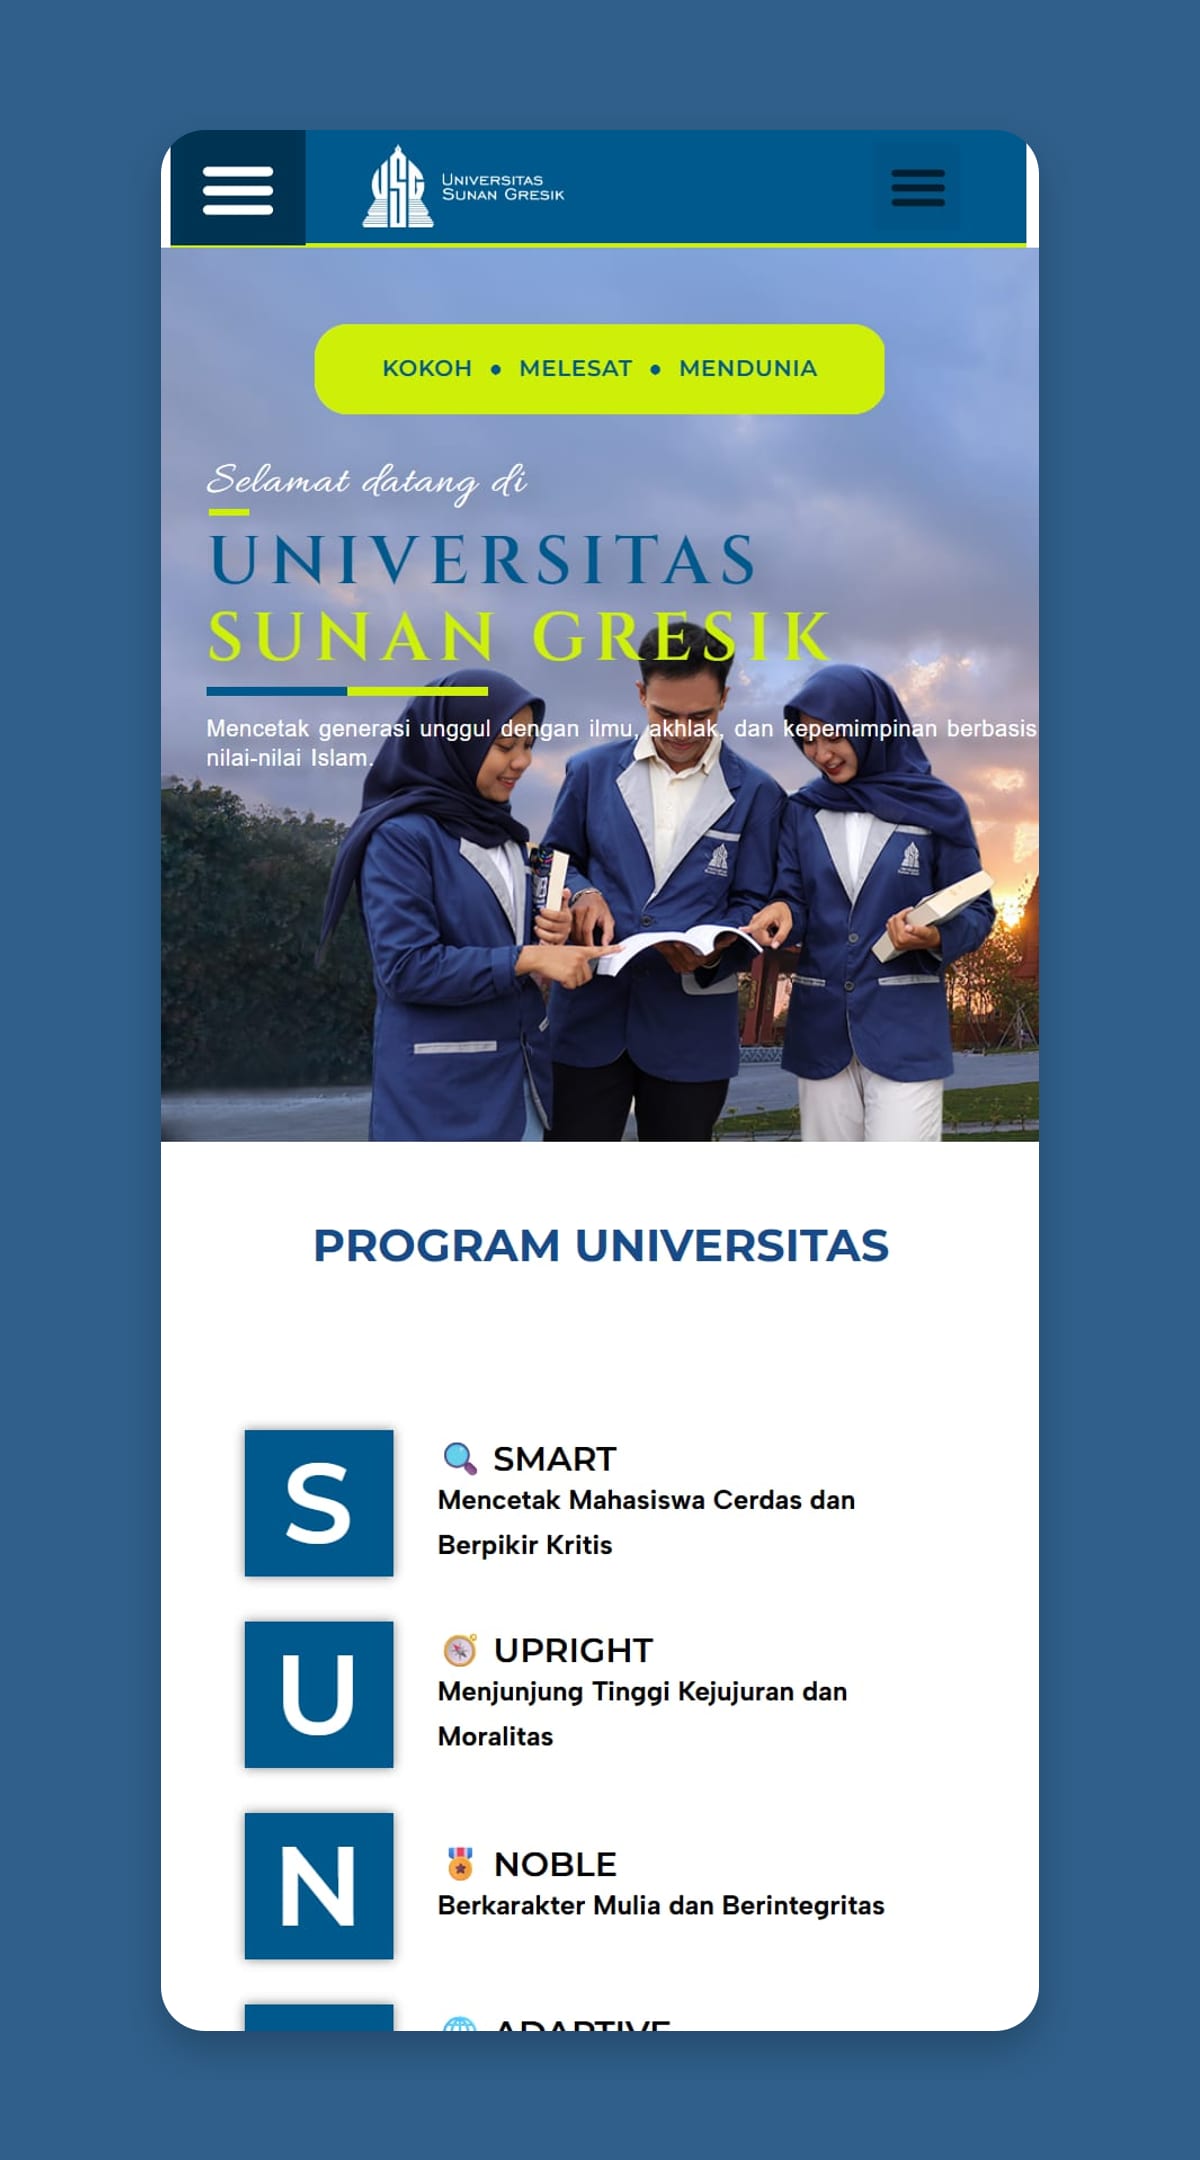 UNIVERSITAS
SUNAN GRESIK
KOKOH • MELESAT • MENDUNIA
Selamat datang di
UNIVERSITAS
SUNAN GRESIK
Mencetak generasi unggul dengan ilmu, akhlak, dan kepemimpinan berbasis
nilai-nilai Islam.
PROGRAM UNIVERSITAS
S
🔍 SMART
Mencetak Mahasiswa Cerdas dan
Berpikir Kritis
U
🧭 UPRIGHT
Menjunjung Tinggi Kejujuran dan
Moralitas
N
🎖️ NOBLE
Berkarakter Mulia dan Berintegritas
🌐 ADAPTIVE